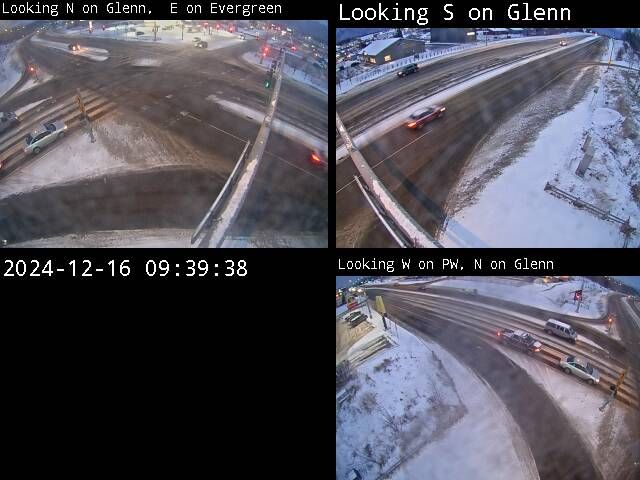 Looking N on Glenn,  E on Evergreen
Looking S on Glenn
2024-12-16 09:39:38
Looking W on PW, N on Glenn